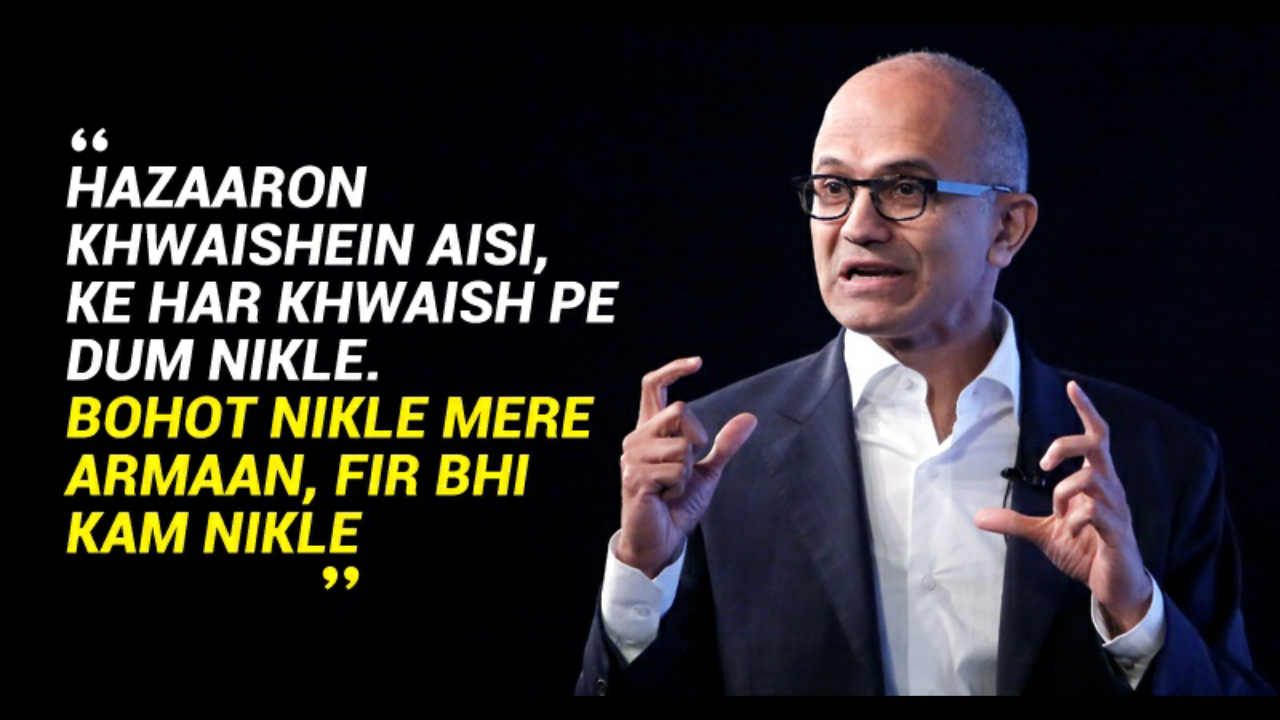 “
HAZAARON
KHWAISHEIN AISI,
KE HAR KHWAISH PE
DUM NIKLE.
BOHOT NIKLE MERE
ARMAAN, FIR BHI
KAM NIKLE
”